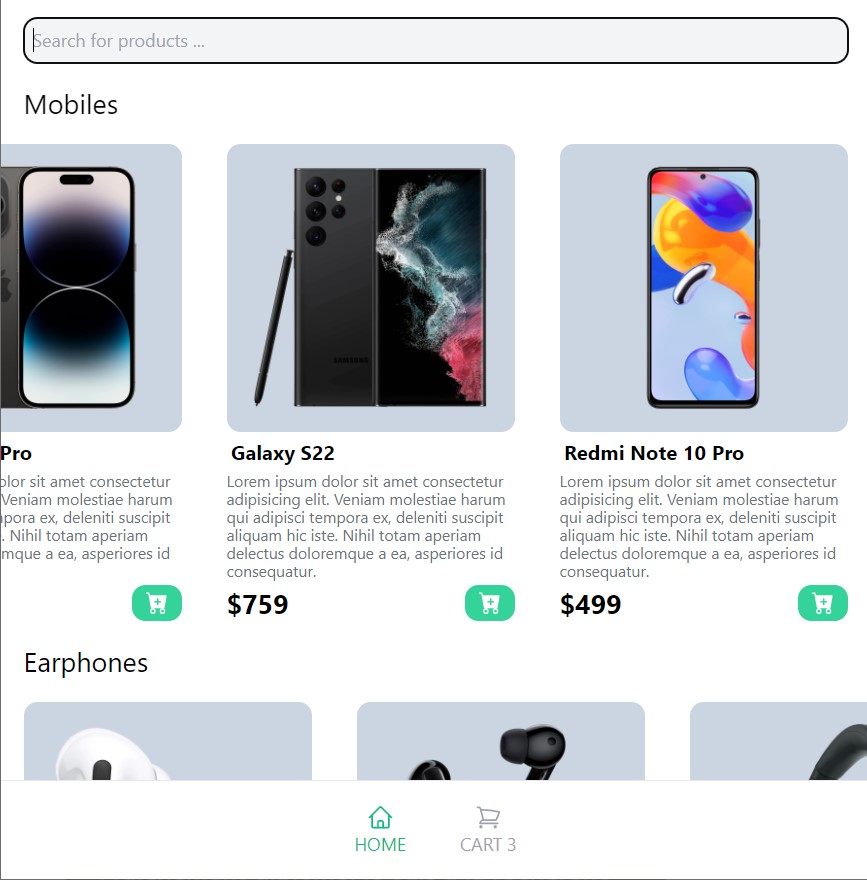 Search for products ...
Mobiles
SAMSUNG
Pro
Galaxy S22
Redmi Note 10 Pro
olor sit amet consectetur
Veniam molestiae harum
pora ex, deleniti suscipit
. Nihil totam aperiam
mque a ea, asperiores id
Lorem ipsum dolor sit amet consectetur
adipisicing elit. Veniam molestiae harum
qui adipisci tempora ex, deleniti suscipit
aliquam hic iste. Nihil totam aperiam
delectus doloremque a ea, asperiores id
consequatur.
Lorem ipsum dolor sit amet consectetur
adipisicing elit. Veniam molestiae harum
qui adipisci tempora ex, deleniti suscipit
aliquam hic iste. Nihil totam aperiam
delectus doloremque a ea, asperiores id
consequatur.
$759
$499
Earphones
HOME
CART 3